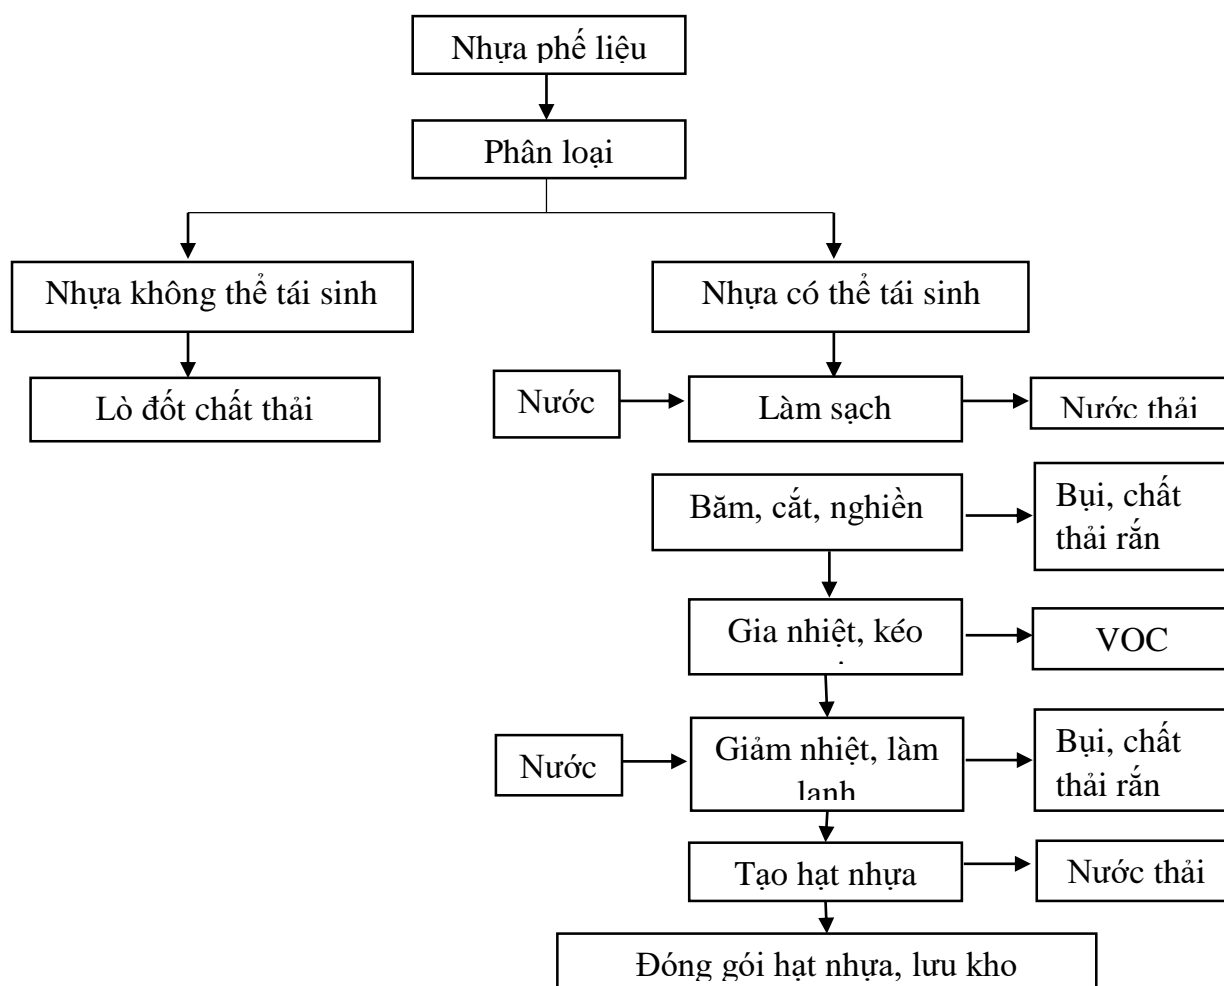 Nhựa phế liệu
Phân loại
Nhựa không thể tái sinh
Nhựa có thể tái sinh
Lò đốt chất thải
Nước
Làm sạch
Nước thải
Băm, cắt, nghiền
Bụi, chất
thải rắn
Gia nhiệt, kéo
VOC
Nước
Giảm nhiệt, làm
lạnh
Bụi, chất
thải rắn
Tạo hạt nhựa
Nước thải
Đóng gói hạt nhựa, lưu kho